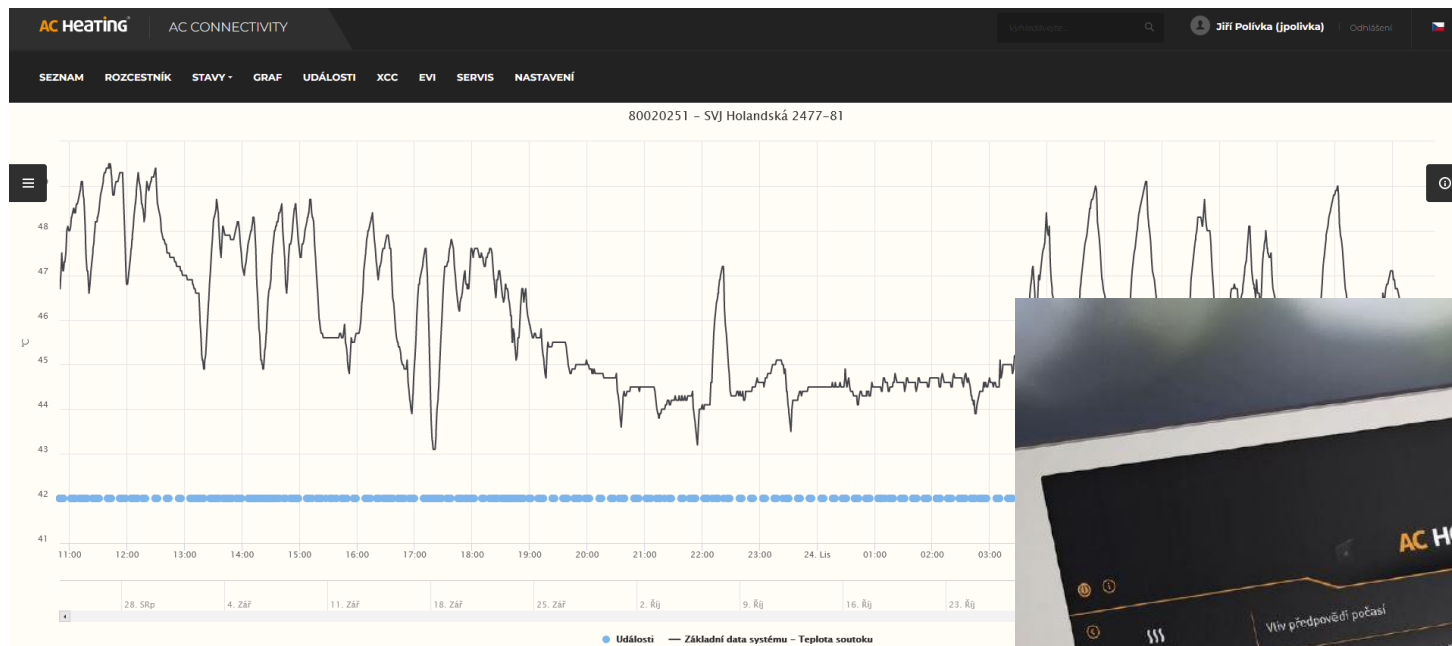 AC Heating
AC CONNECTIVITY
Vyhledávejte...
Jiří Polívka (jpolivka)
Odhlášení
SEZNAM ROZCESTNÍK STAVY GRAF UDÁLOSTI XCC EVI SERVIS NASTAVENÍ
80020251 - SVJ Holandská 2477-81
48
47
46
45
44
43
42
41
°C
11:00 12:00 13:00 14:00 15:00 16:00 17:00 18:00 19:00 20:00 21:00 22:00 23:00 24. Lis 01:00 02:00 03:00
28. SRp 4. Zář 11. Zář 18. Zář 25. Zář 2. Říj 9. Říj 16. Říj 23. Říj
Události — Základní data systému – Teplota soutoku
AC H
Vliv předpovědi počasí